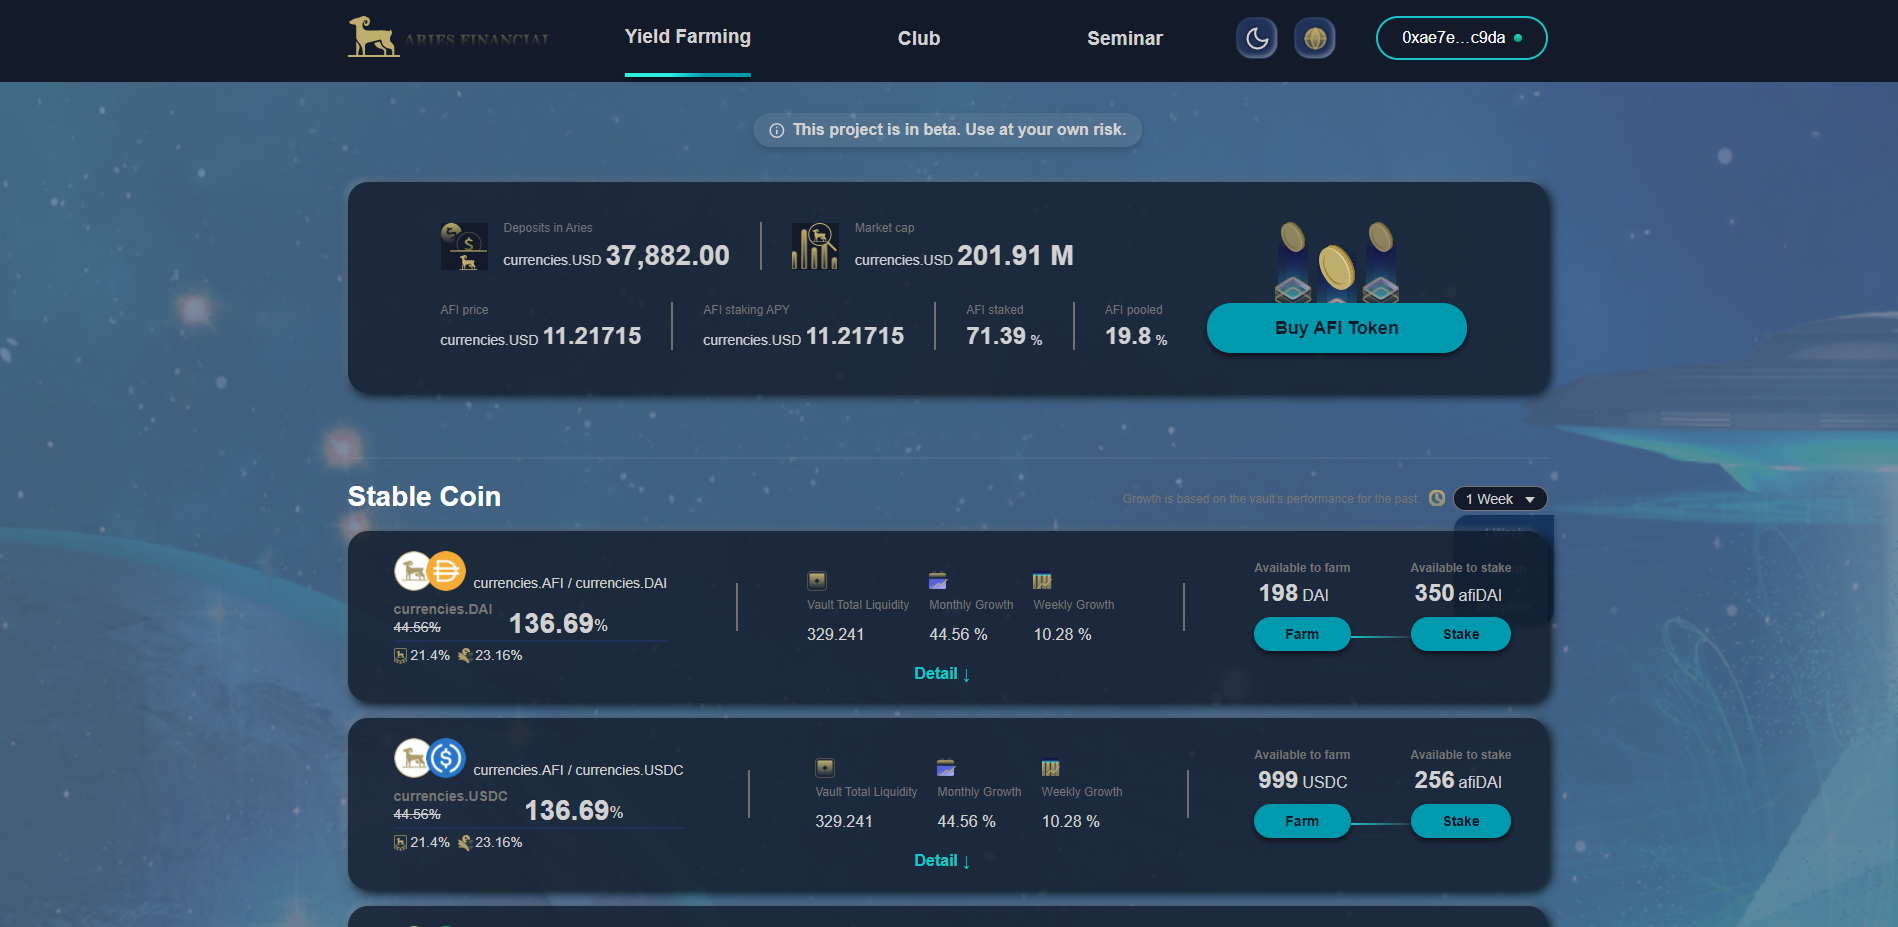 ARIES FINANCIAL
Yield Farming
Club
Seminar
0xae7e...c9da
This project is in beta. Use at your own risk.
Deposits in Aries
currencies.USD 37,882.00
Market cap
currencies.USD 201.91 M
AFI price
currencies.USD 11.21715
AFI staking APY
currencies.USD 11.21715
AFI staked
71.39 %
AFI pooled
19.8 %
Buy AFI Token
Stable Coin
Growth is based on the vault's performance for the past.
1 Week
1 Week
currencies.AFI / currencies.DAI
currencies.DAI
44.56%
136.69%
21.4% 23.16%
Vault Total Liquidity
329.241
Monthly Growth
44.56 %
Weekly Growth
10.28 %
Detail ↓
Available to farm
198 DAI
Farm
Available to stake
350 afiDAI
Stake
currencies.AFI / currencies.USDC
currencies.USDC
44.56%
136.69%
21.4% 23.16%
Vault Total Liquidity
329.241
Monthly Growth
44.56 %
Weekly Growth
10.28 %
Detail ↓
Available to farm
999 USDC
Farm
Available to stake
256 afiDAI
Stake